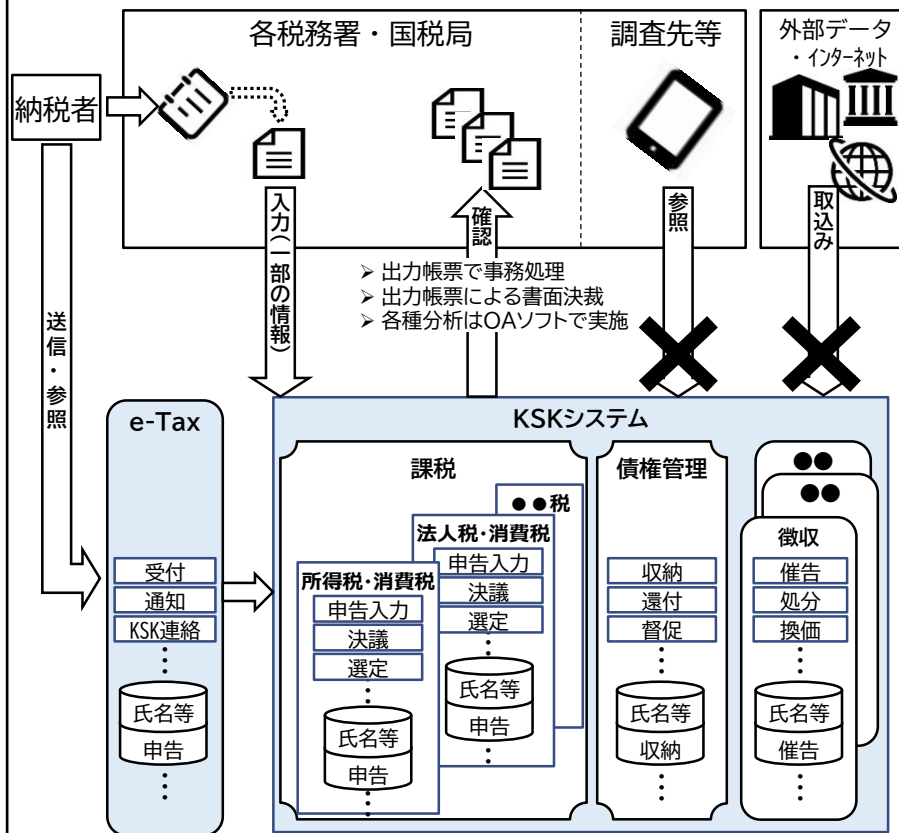 各税務署・国税局
調査先等
外部データ
・インターネット
納税者
入力(一部の情報)
確認
参照
取込み
➢ 出力帳票で事務処理
➢ 出力帳票による書面決裁
➢ 各種分析はOAソフトで実施
送信・参照
e-Tax
受付
通知
KSK連絡
氏名等
申告
KSKシステム
課税
●●税
法人税・消費税
申告入力
決議
選定
氏名等
申告
所得税・消費税
申告入力
決議
選定
氏名等
申告
債権管理
収納
還付
督促
氏名等
収納
●●
●●
徴収
催告
処分
換価
氏名等
催告